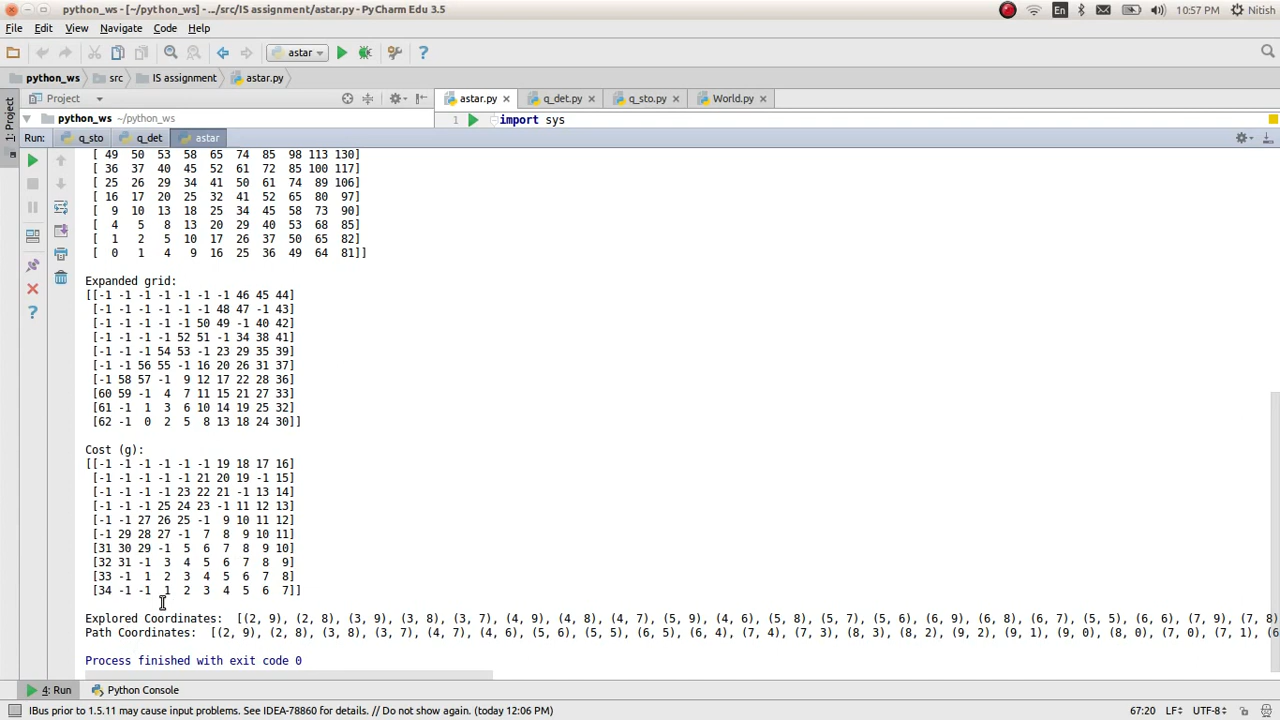 python_ws - [~/python_ws] - .../src/IS assignment/astar.py - PyCharm Edu 3.5
En
10:57 PM
Nitish
File Edit View Navigate Code Help
astar
python_ws src IS assignment astar.py
1: Project
Project
astar.py q_det.py q_sto.py World.py
python_ws ~/python_ws
1 import sys
Run: q_sto q_det astar
[ 49 50 53 58 65 74 85 98 113 130]
[ 36 37 40 45 52 61 72 85 100 117]
[ 25 26 29 34 41 50 61 74 89 106]
[ 16 17 20 25 32 41 52 65 80 97]
[ 9 10 13 18 25 34 45 58 73 90]
[ 4 5 8 13 20 29 40 53 68 85]
[ 1 2 5 10 17 26 37 50 65 82]
[ 0 1 4 9 16 25 36 49 64 81]]
Expanded grid:
[[-1 -1 -1 -1 -1 -1 -1 46 45 44]
[-1 -1 -1 -1 -1 -1 48 47 -1 43]
[-1 -1 -1 -1 -1 50 49 -1 40 42]
[-1 -1 -1 -1 52 51 -1 34 38 41]
[-1 -1 -1 54 53 -1 23 29 35 39]
[-1 -1 56 55 -1 16 20 26 31 37]
[-1 58 57 -1 9 12 17 22 28 36]
[60 59 -1 4 7 11 15 21 27 33]
[61 -1 1 3 6 10 14 19 25 32]
[62 -1 0 2 5 8 13 18 24 30]]
Cost (g):
[[-1 -1 -1 -1 -1 -1 19 18 17 16]
[-1 -1 -1 -1 -1 21 20 19 -1 15]
[-1 -1 -1 -1 23 22 21 -1 13 14]
[-1 -1 -1 25 24 23 -1 11 12 13]
[-1 -1 27 26 25 -1 9 10 11 12]
[-1 29 28 27 -1 7 8 9 10 11]
[31 30 29 -1 5 6 7 8 9 10]
[32 31 -1 3 4 5 6 7 8 9]
[33 -1 1 2 3 4 5 6 7 8]
[34 -1 -1 1 2 3 4 5 6 7]]
Explored Coordinates: [(2, 9), (2, 8), (3, 9), (3, 8), (3, 7), (4, 9), (4, 8), (4, 7), (5, 9), (4, 6), (5, 8), (5, 7), (5, 6), (6, 9), (6, 8), (6, 7), (5, 5), (6, 6), (7, 9), (7, 8)
Path Coordinates: [(2, 9), (2, 8), (3, 8), (3, 7), (4, 7), (4, 6), (5, 6), (5, 5), (6, 5), (6, 4), (7, 4), (7, 3), (8, 3), (8, 2), (9, 2), (9, 1), (9, 0), (8, 0), (7, 0), (7, 1), (6
Process finished with exit code 0
4: Run Python Console
IBus prior to 1.5.11 may cause input problems. See IDEA-78860 for details. // Do not show again. (today 12:06 PM)
67:20 LF UTF-8